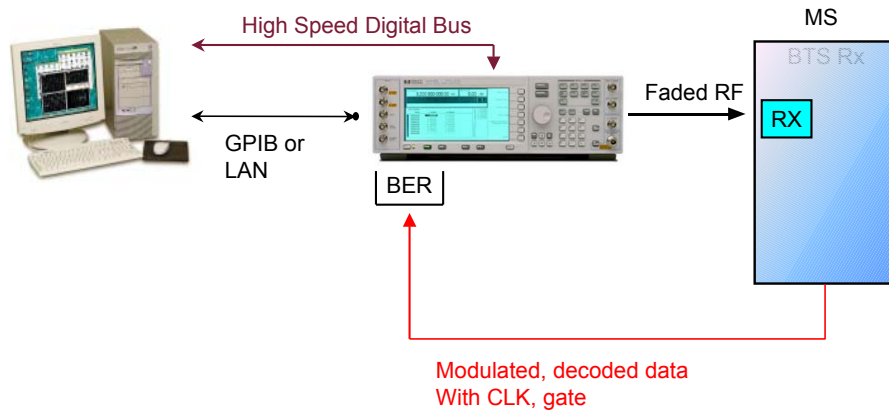 High Speed Digital Bus
MS
BTS Rx
Faded RF
RX
GPIB or
LAN
BER
Modulated, decoded data
With CLK, gate